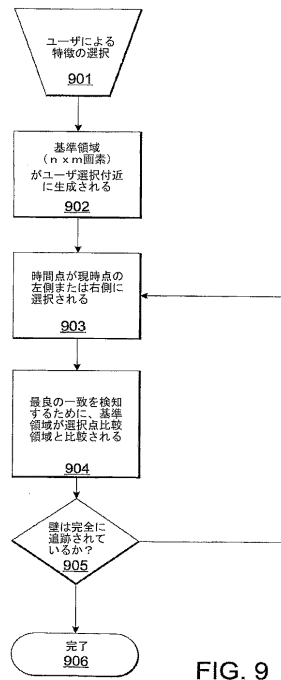 ユーザによる
特徴の選択
901
基準領域
(n×m画素)
がユーザ選択付近
に生成される
902
時間点が現時点の
左側または右側に
選択される
903
最良の一致を検知
するために、基準
領域が選択点比較
領域と比較される
904
壁は完全に
追跡されて
いるか?
905
完了
906
FIG. 9